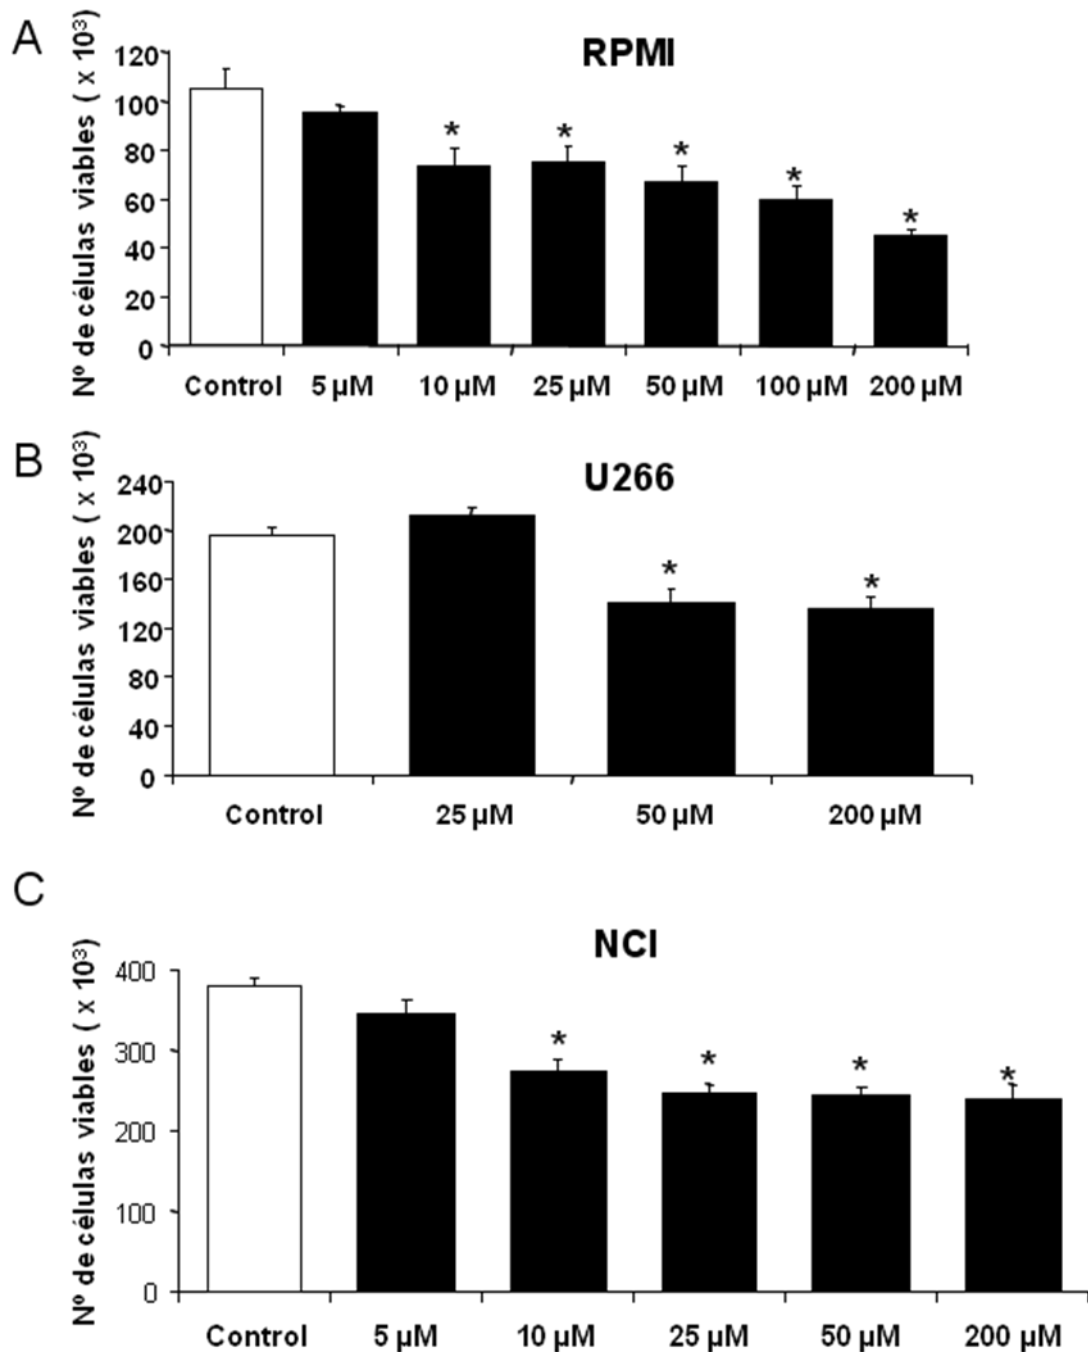 A
RPMI
Nº de células viables ( x 10³)
120
100
80
60
40
20
0
* * * * *
Control 5 µM 10 µM 25 µM 50 µM 100 µM 200 µM
B
U266
Nº de células viables ( x 10³)
240
200
160
120
80
40
0
* *
Control 25 µM 50 µM 200 µM
C
NCI
Nº de células viables ( x 10³)
400
300
200
100
0
* * * *
Control 5 µM 10 µM 25 µM 50 µM 200 µM